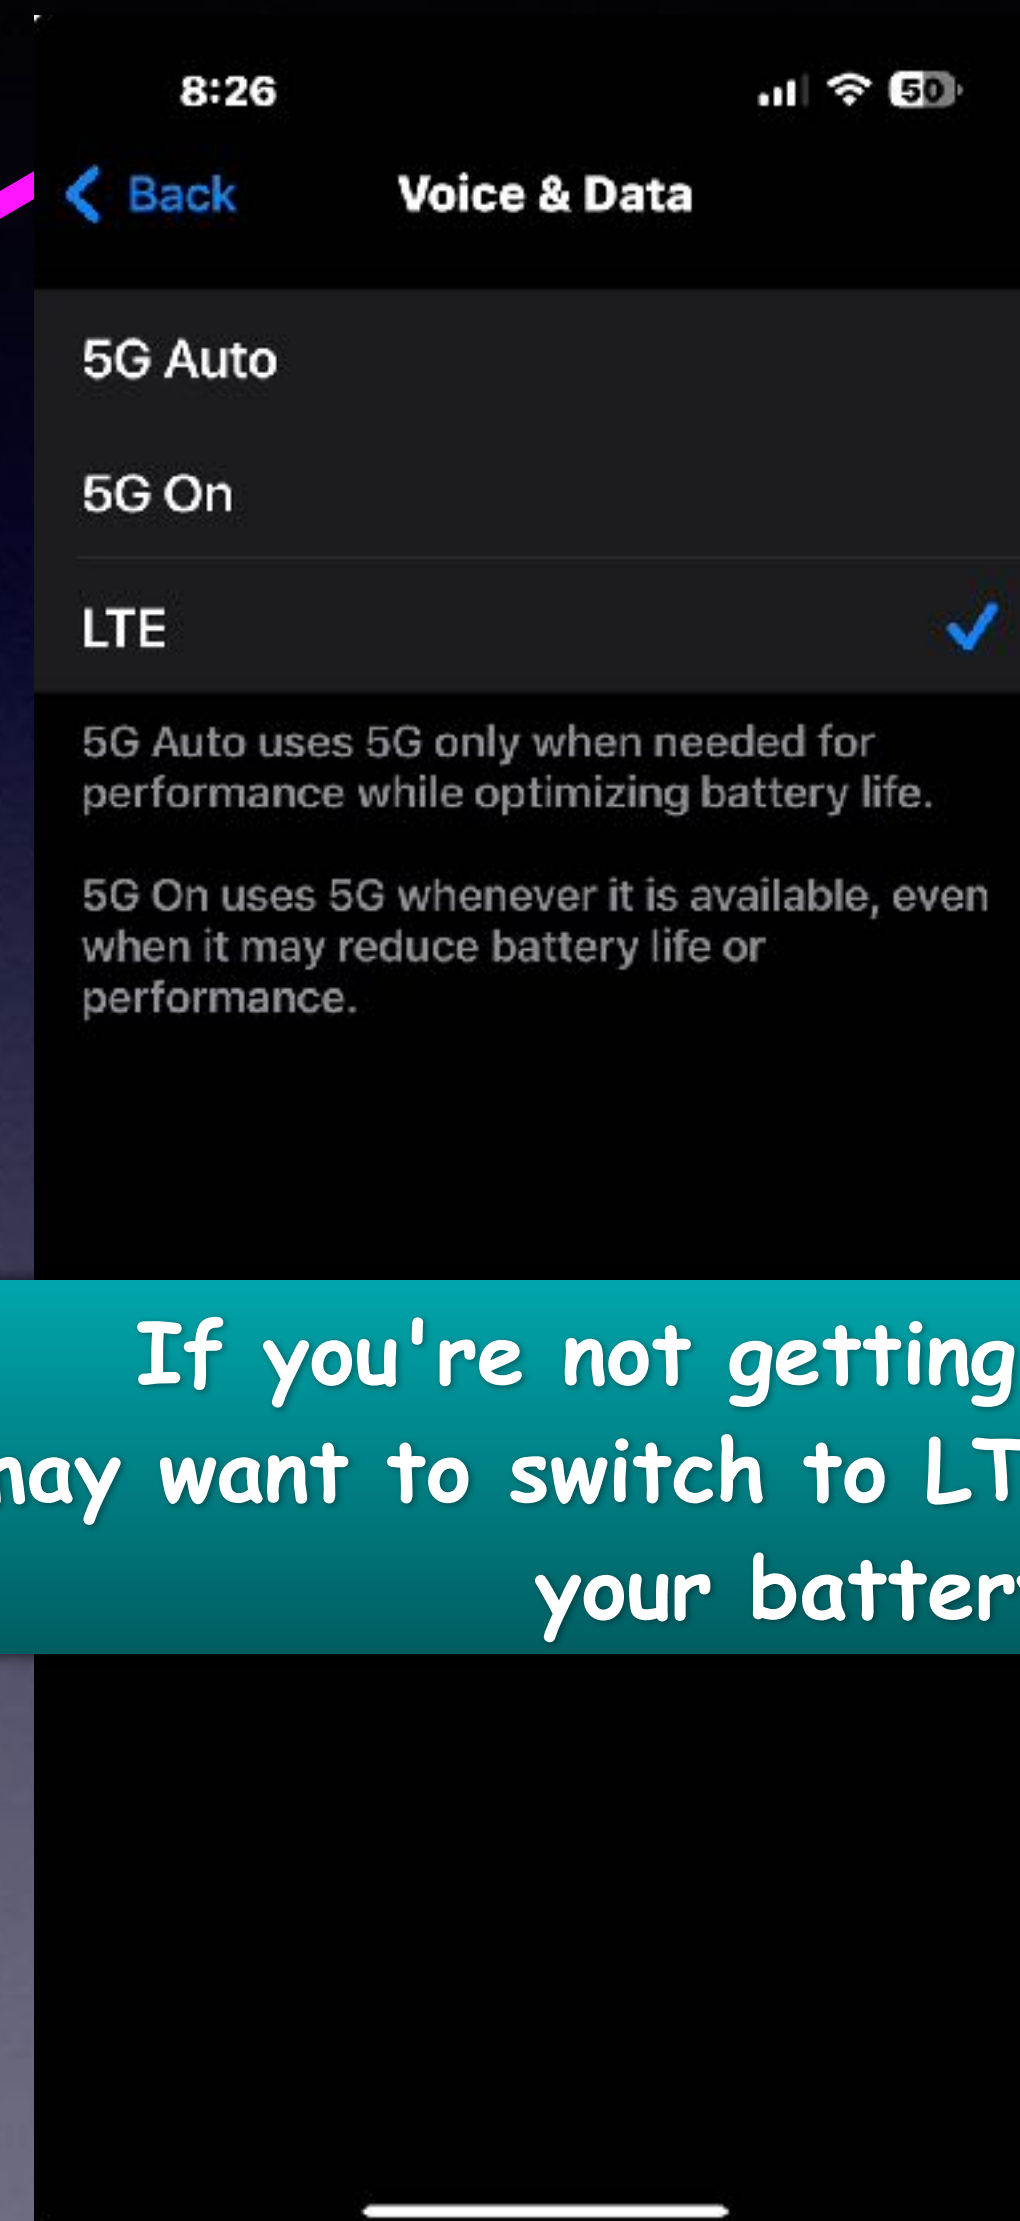 8:26
50
Back
Voice & Data
5G Auto
5G On
LTE
5G Auto uses 5G only when needed for
performance while optimizing battery life.
5G On uses 5G whenever it is available, even
when it may reduce battery life or
performance.
If you're not getting
may want to switch to LT
your batter